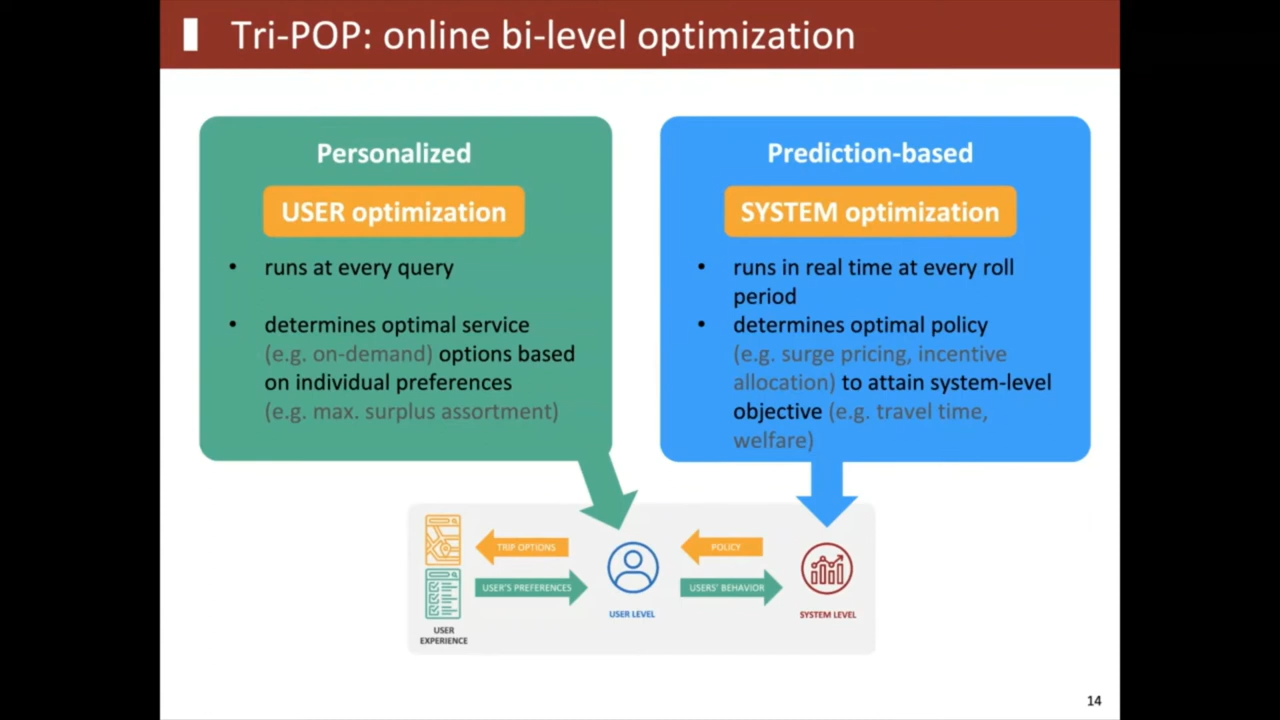 Tri-POP: online bi-level optimization
Personalized
USER optimization
• runs at every query
• determines optimal service
(e.g. on-demand) options based
on individual preferences
(e.g. max. surplus assortment)
Prediction-based
SYSTEM optimization
• runs in real time at every roll
period
• determines optimal policy
(e.g. surge pricing, incentive
allocation) to attain system-level
objective (e.g. travel time,
welfare)
TRIP OPTIONS
USER'S PREFERENCES
USER
EXPERIENCE
USER LEVEL
POLICY
USERS' BEHAVIOR
SYSTEM LEVEL
14